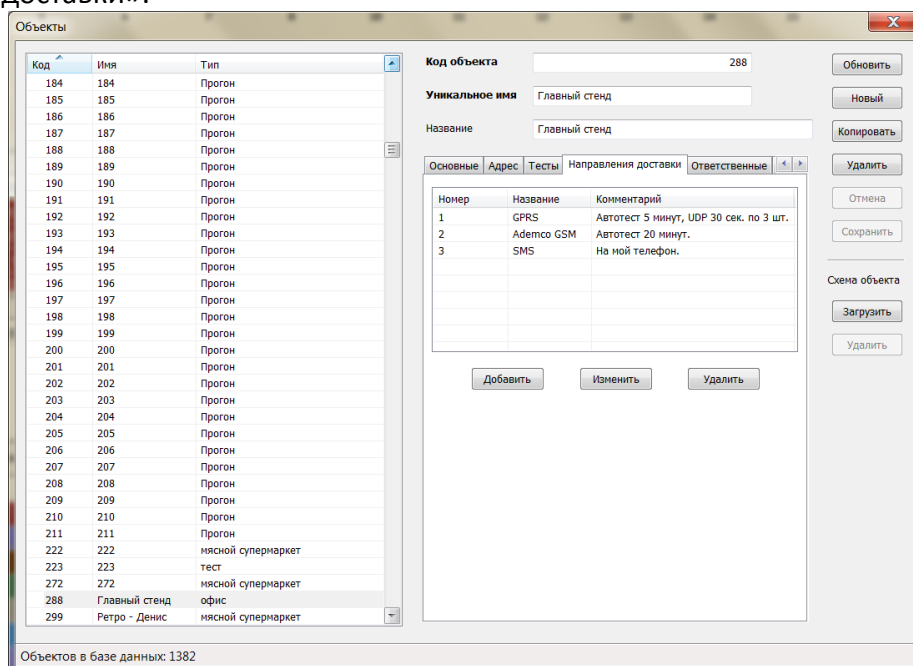 доставки».
Объекты
Код Имя Тип
184 184 Прогон
185 185 Прогон
186 186 Прогон
187 187 Прогон
188 188 Прогон
189 189 Прогон
190 190 Прогон
191 191 Прогон
192 192 Прогон
193 193 Прогон
194 194 Прогон
195 195 Прогон
196 196 Прогон
197 197 Прогон
198 198 Прогон
199 199 Прогон
200 200 Прогон
201 201 Прогон
202 202 Прогон
203 203 Прогон
204 204 Прогон
205 205 Прогон
206 206 Прогон
207 207 Прогон
208 208 Прогон
209 209 Прогон
210 210 Прогон
211 211 Прогон
222 222 мясной супермаркет
223 223 тест
272 272 мясной супермаркет
288 Главный стенд офис
299 Ретро - Денис мясной супермаркет
Код объекта 288
Уникальное имя Главный стенд
Название Главный стенд
Основные Адрес Тесты Направления доставки Ответственные
Номер Название Комментарий
1 GPRS Автотест 5 минут, UDP 30 сек. по 3 шт.
2 Ademco GSM Автотест 20 минут.
3 SMS На мой телефон.
Добавить Изменить Удалить
Обновить
Новый
Копировать
Удалить
Отмена
Сохранить
Схема объекта
Загрузить
Удалить
Объектов в базе данных: 1382